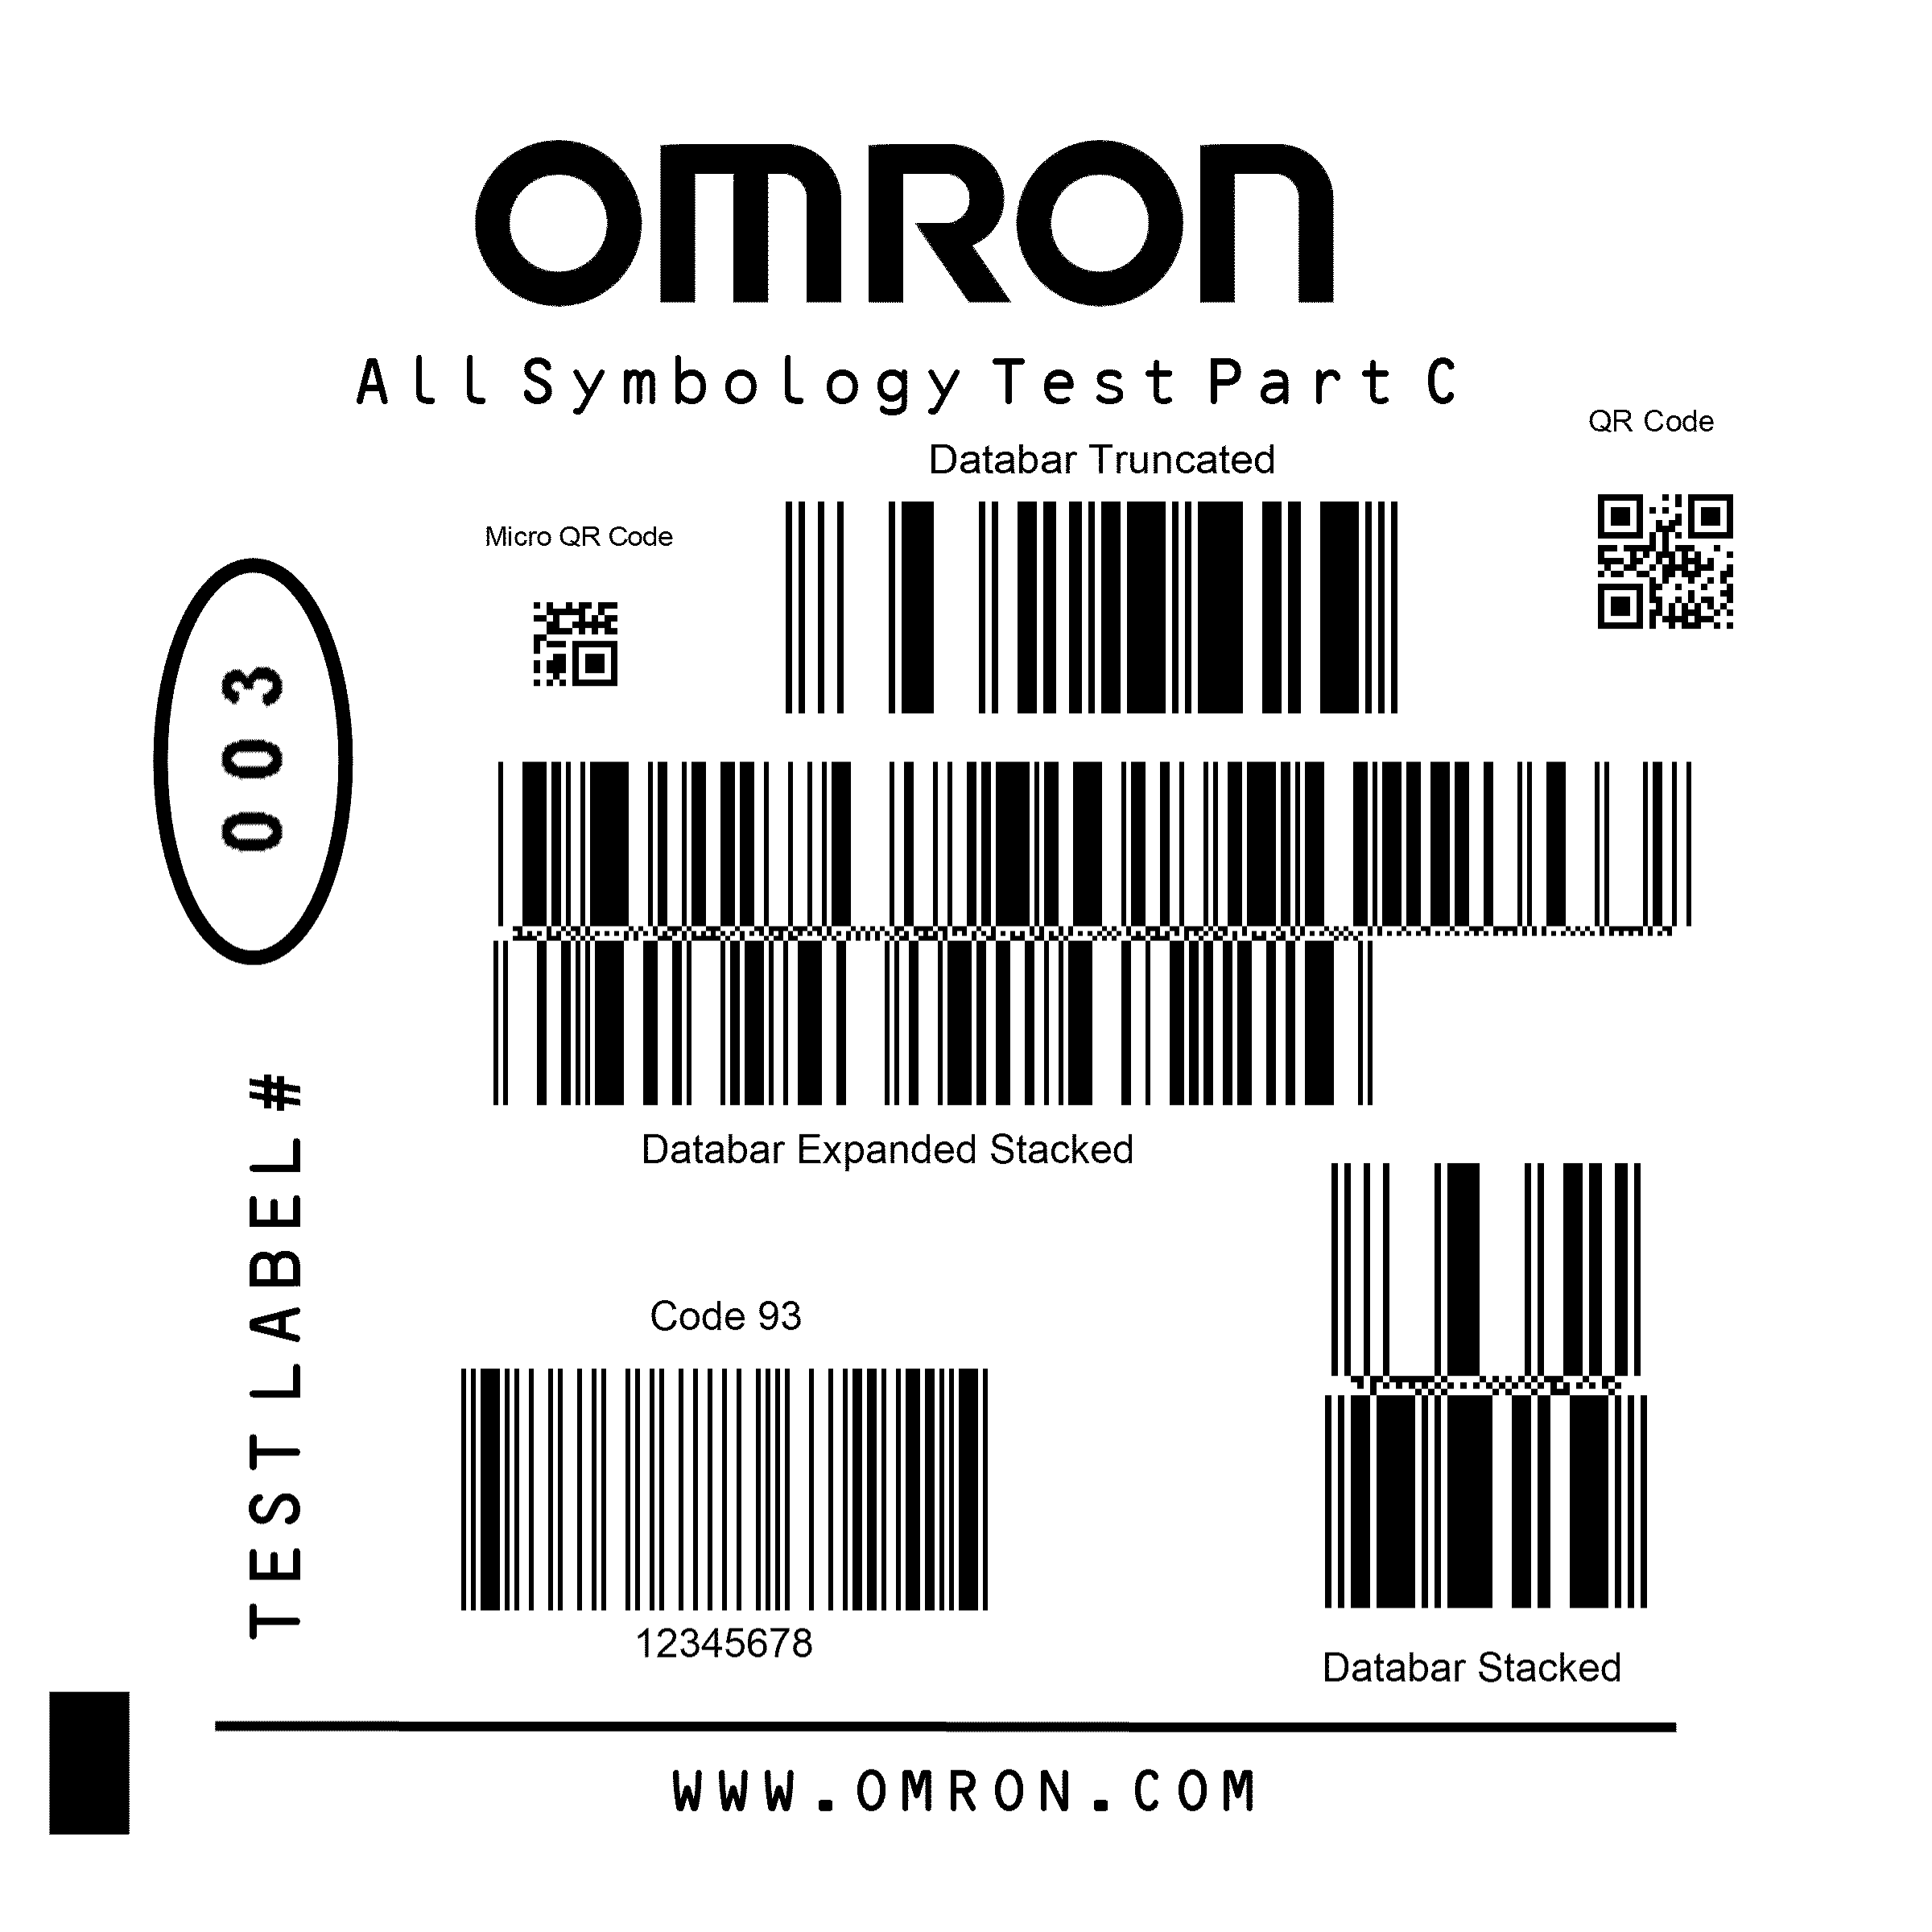 OMRON
All Symbology Test Part C
QR Code
Databar Truncated
Micro QR Code
TEST LABEL # 003
Databar Expanded Stacked
Code 93
12345678
Databar Stacked
WWW.OMRON.COM